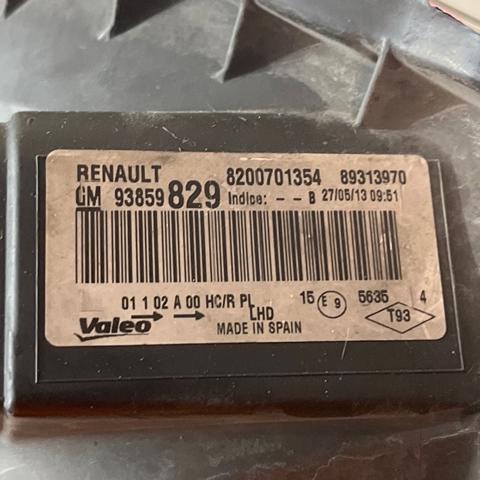 RENAULT 8200701354 89313970
GM 93859 829 Indice: - - B 27/05/13 09:51
01 1 02 A 00 HC/R PL 15 E 9 5635 4
Valeo LHD T93
MADE IN SPAIN